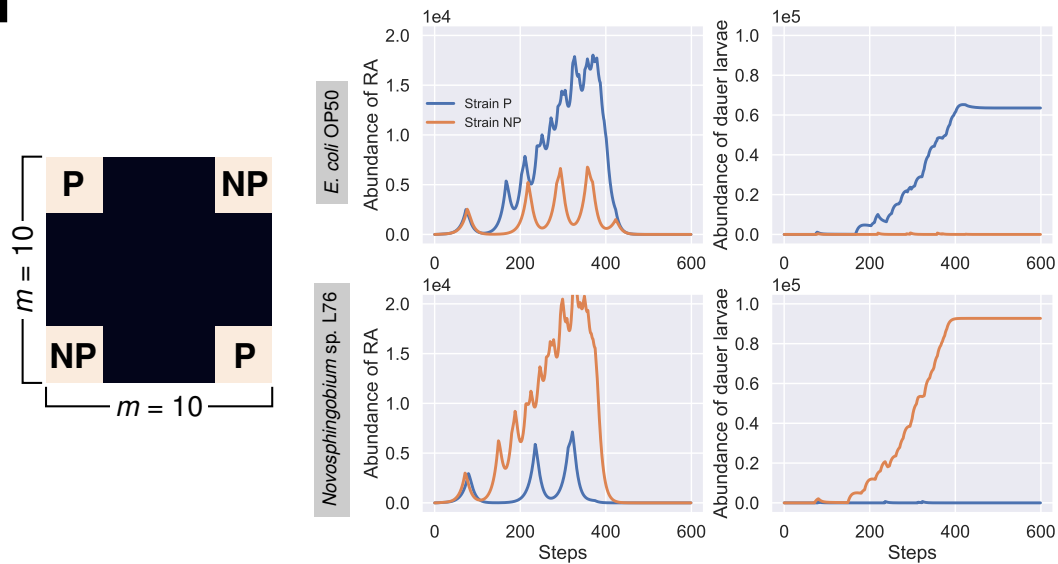 P
NP
NP
P
m = 10
m = 10
E. coli OP50
Novosphingobium sp. L76
1e4
Abundance of RA
2.0
1.5
1.0
0.5
0.0
Strain P
Strain NP
0
200
400
600
1e5
Abundance of dauer larvae
1.0
0.8
0.6
0.4
0.2
0.0
0
200
400
600
1e4
Abundance of RA
2.0
1.5
1.0
0.5
0.0
0
200
400
600
Steps
1e5
Abundance of dauer larvae
1.0
0.8
0.6
0.4
0.2
0.0
0
200
400
600
Steps